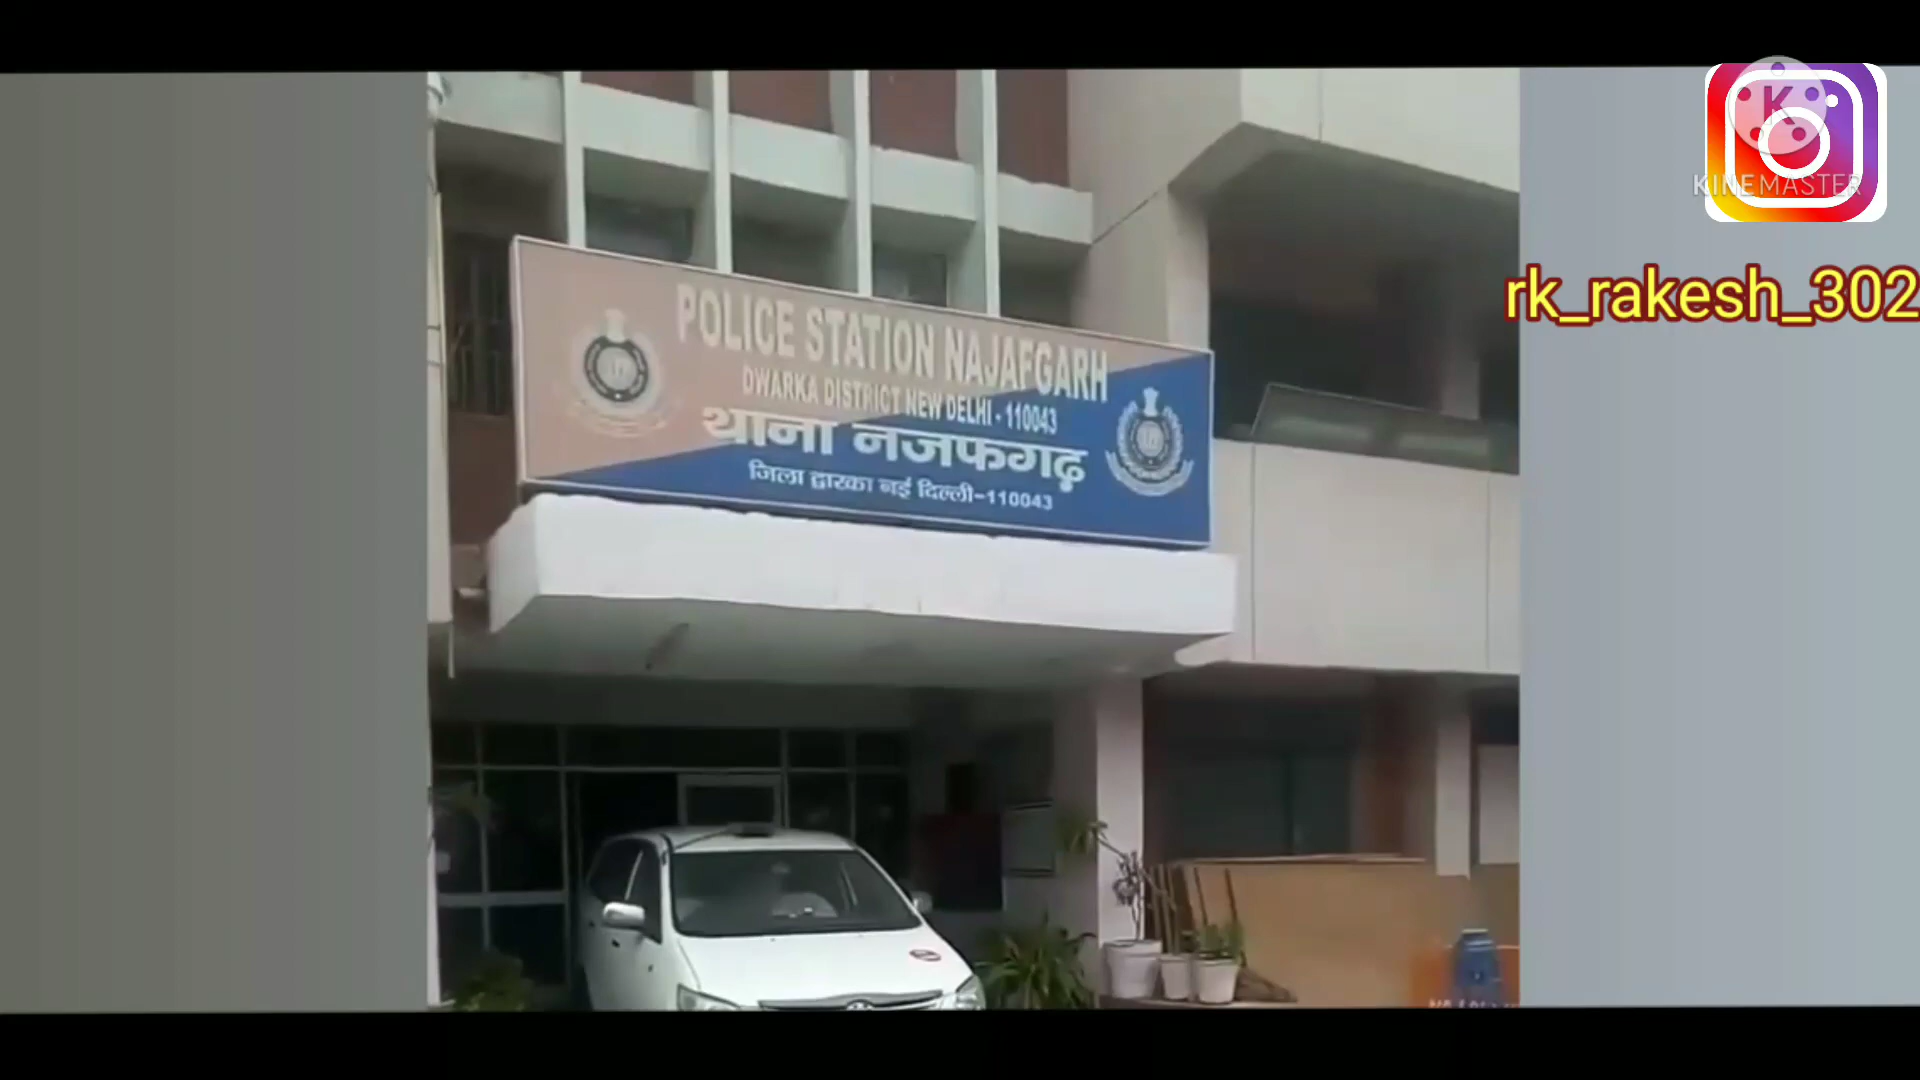 KINEMASTER
rk_rakesh_302
POLICE STATION NAJAFGARH
DWARKA DISTRICT NEW DELHI - 110043
थाना नजफगढ़
जिला द्वारका नई दिल्ली-110043